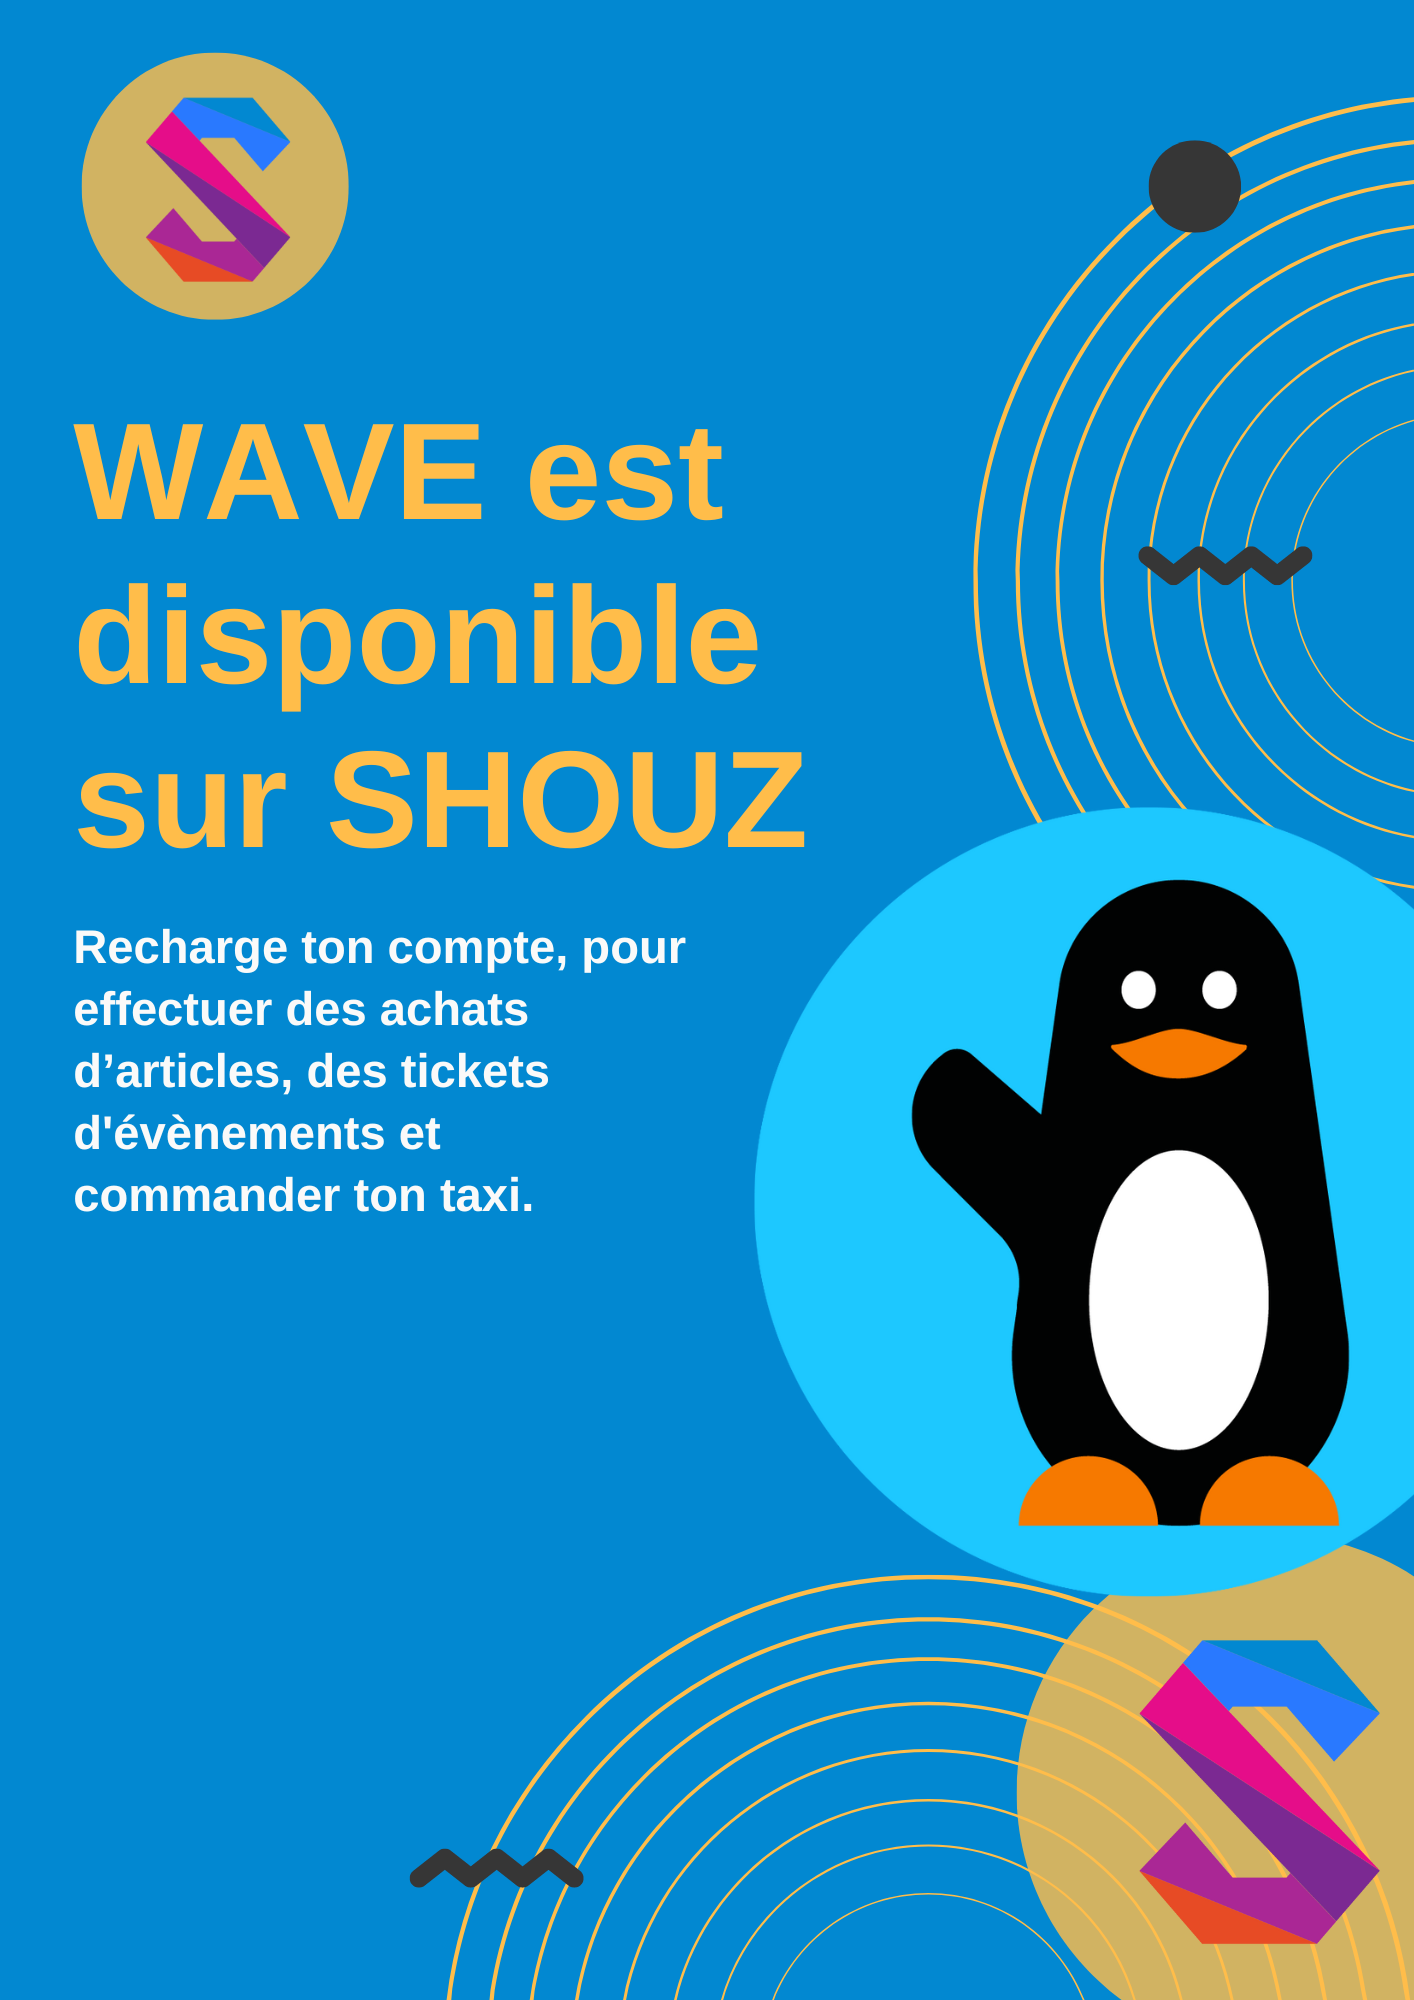 WAVE est
disponible
sur SHOUZ
Recharge ton compte, pour
effectuer des achats
d’articles, des tickets
d'évènements et
commander ton taxi.